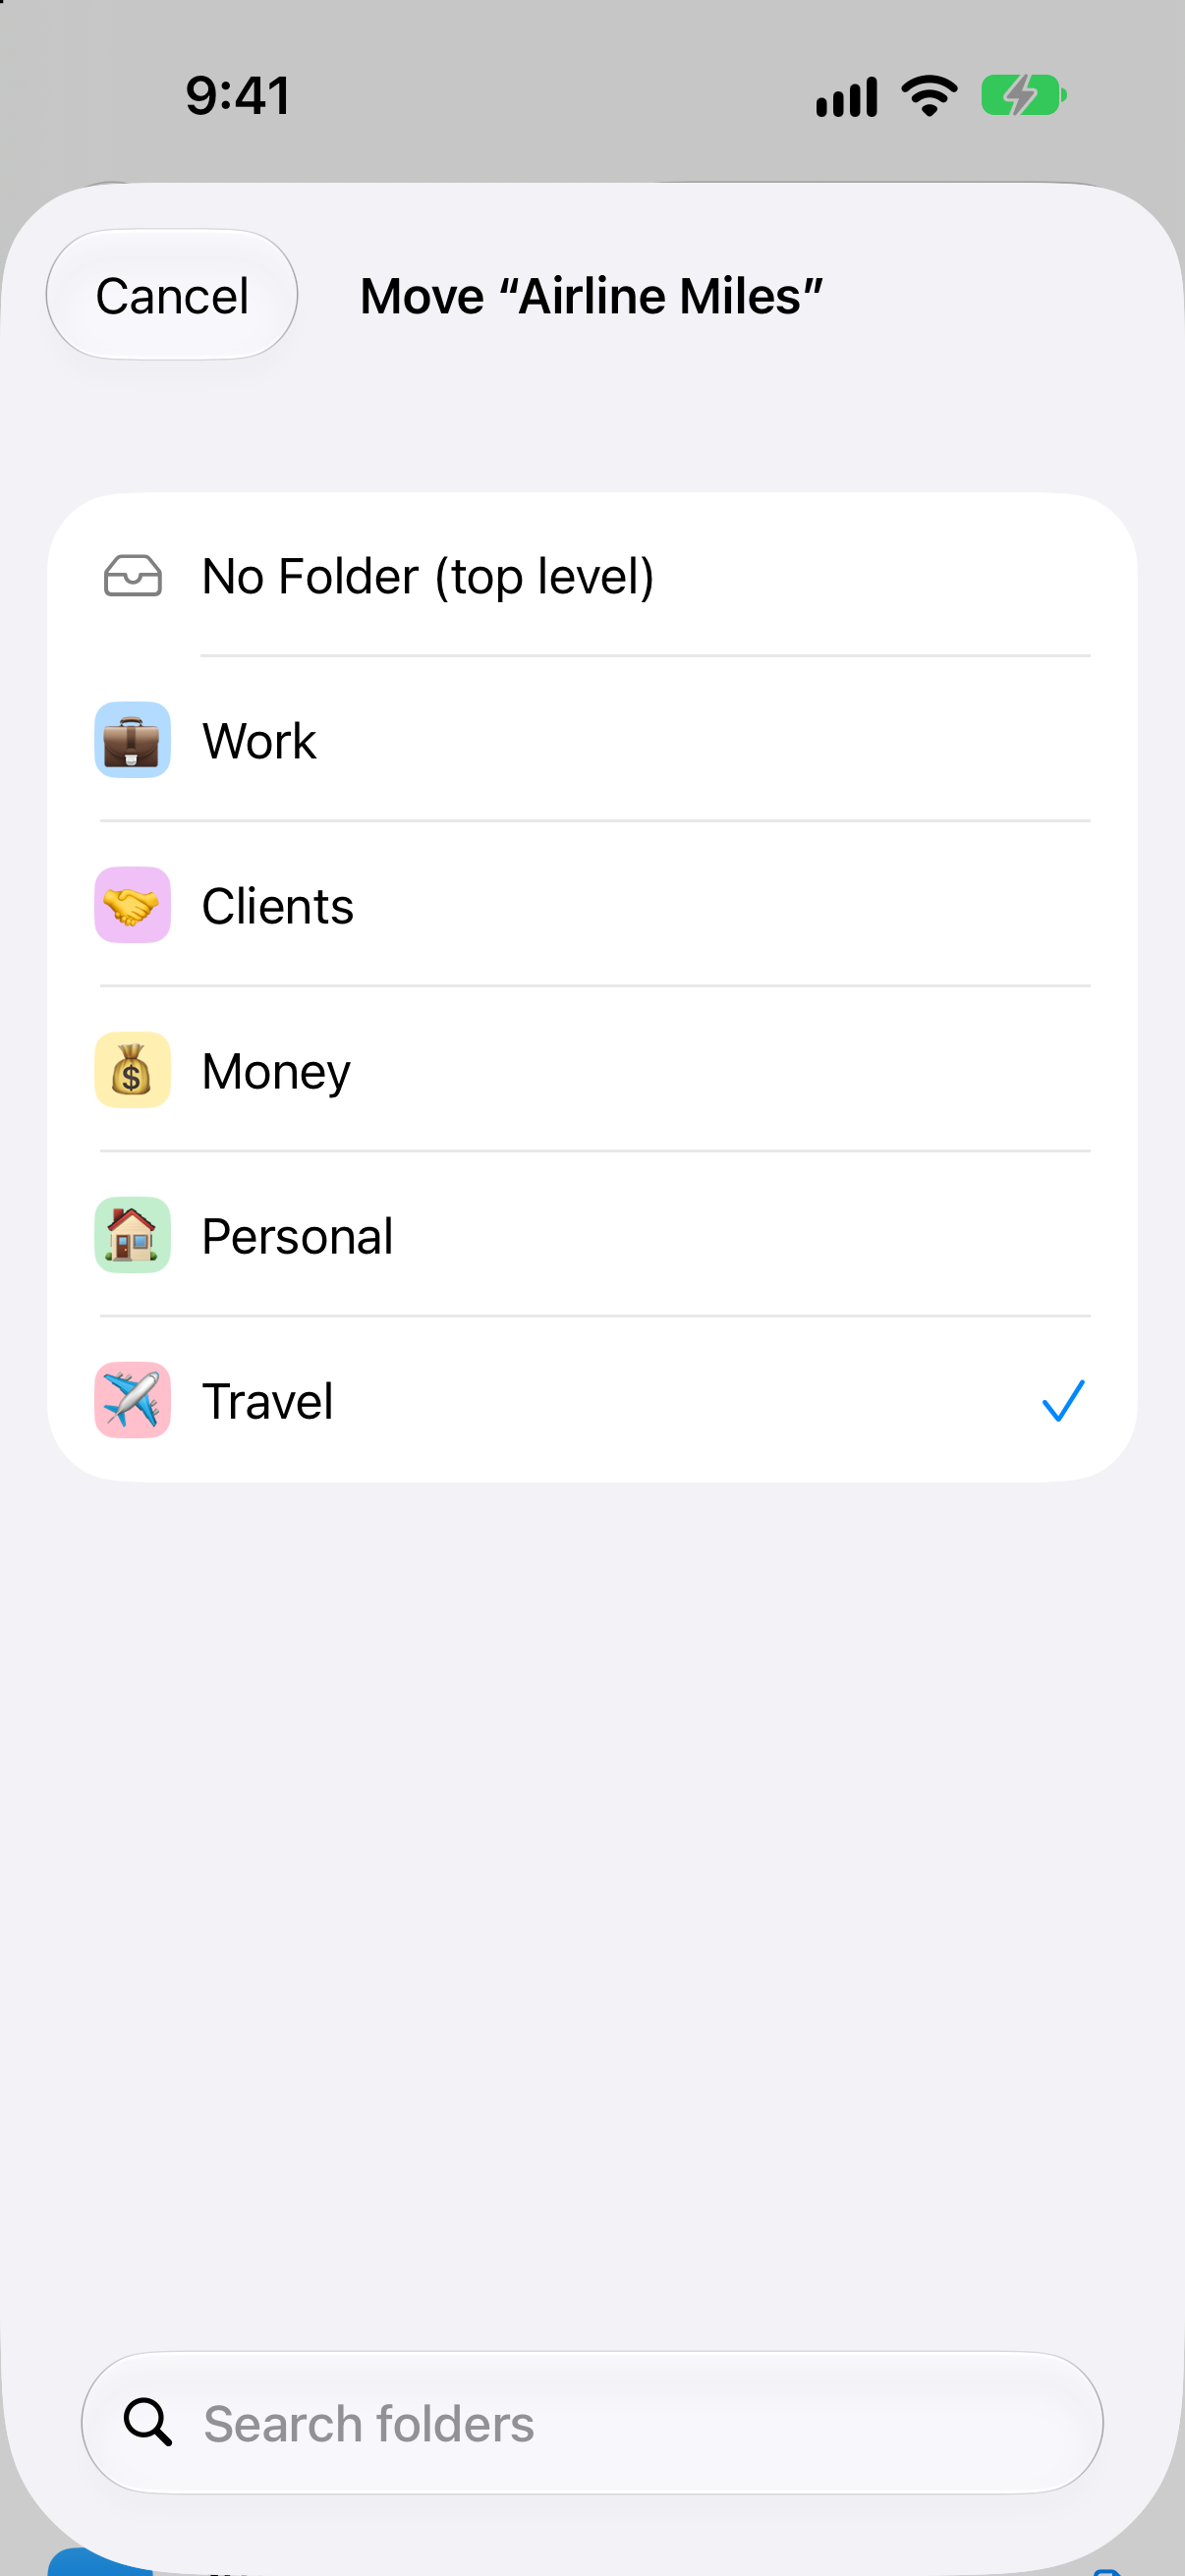 9:41
Cancel
Move “Airline Miles”
No Folder (top level)
Work
Clients
Money
Personal
Travel
Search folders